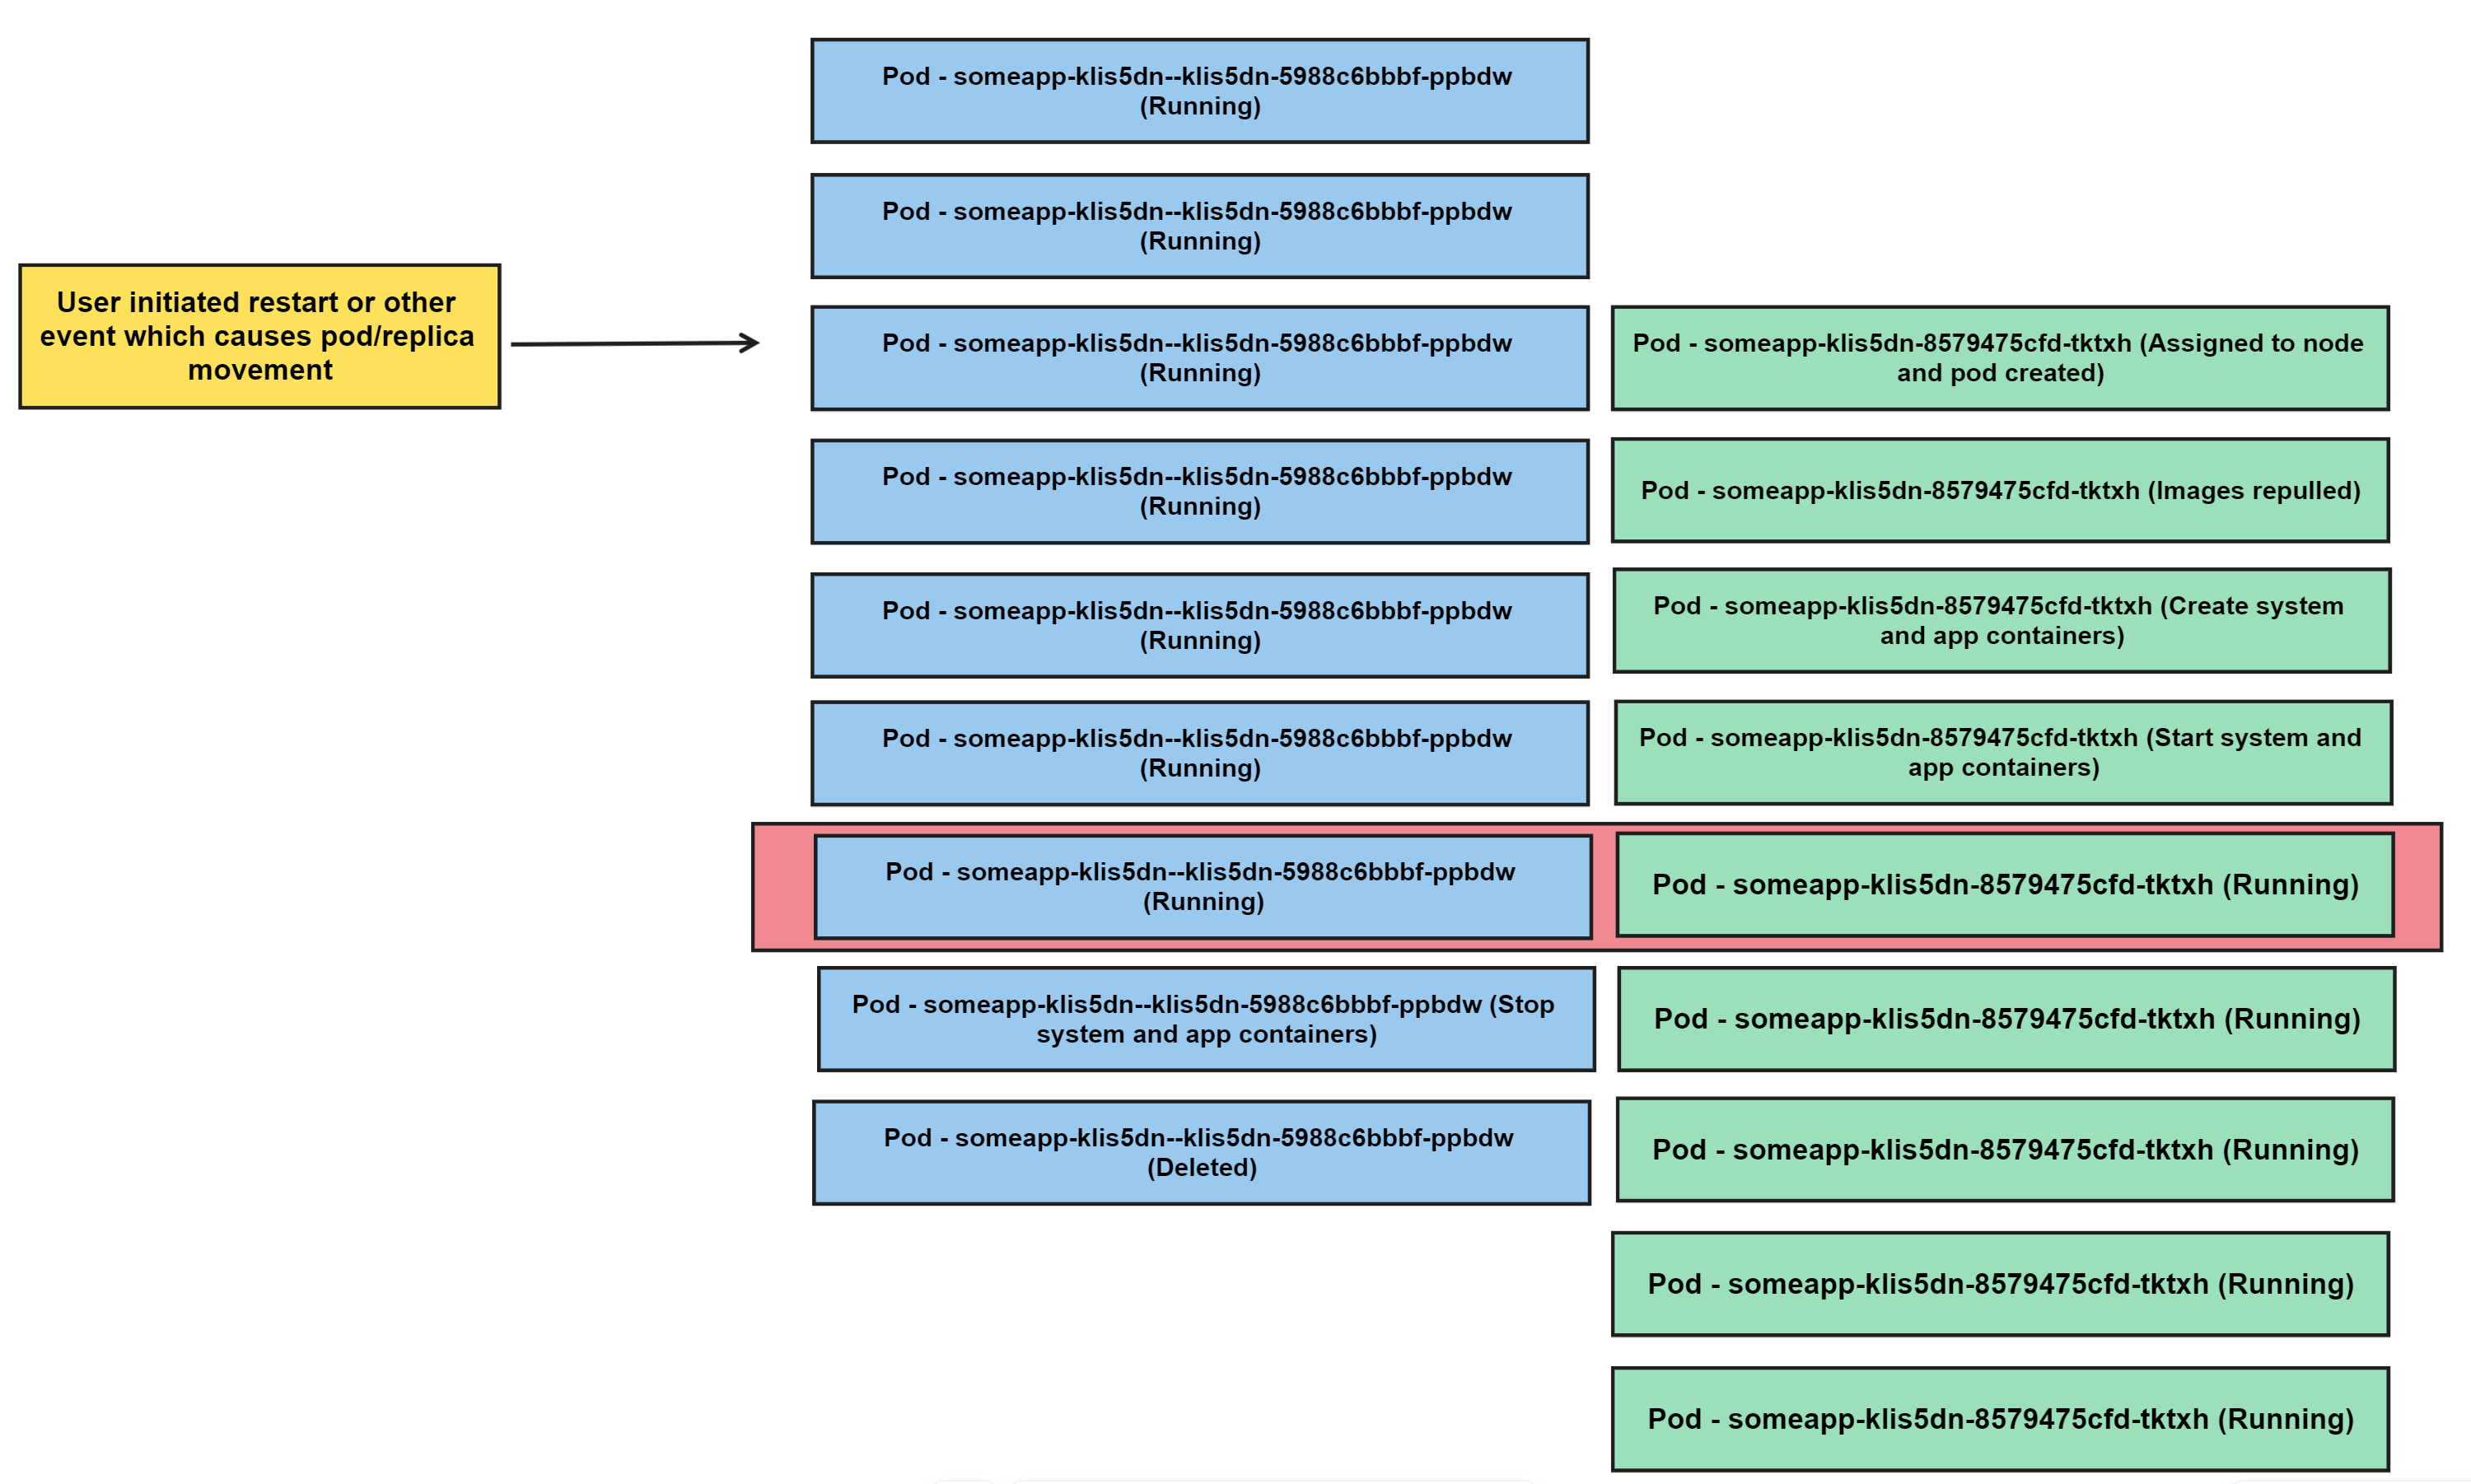 Pod - someapp-klis5dn--klis5dn-5988c6bbbf-ppbdw
(Running)
Pod - someapp-klis5dn--klis5dn-5988c6bbbf-ppbdw
(Running)
User initiated restart or other
event which causes pod/replica
movement
Pod - someapp-klis5dn--klis5dn-5988c6bbbf-ppbdw
(Running)
Pod - someapp-klis5dn-8579475cfd-tktxh (Assigned to node
and pod created)
Pod - someapp-klis5dn--klis5dn-5988c6bbbf-ppbdw
(Running)
Pod - someapp-klis5dn-8579475cfd-tktxh (Images repulled)
Pod - someapp-klis5dn--klis5dn-5988c6bbbf-ppbdw
(Running)
Pod - someapp-klis5dn-8579475cfd-tktxh (Create system
and app containers)
Pod - someapp-klis5dn--klis5dn-5988c6bbbf-ppbdw
(Running)
Pod - someapp-klis5dn-8579475cfd-tktxh (Start system and
app containers)
Pod - someapp-klis5dn--klis5dn-5988c6bbbf-ppbdw
(Running)
Pod - someapp-klis5dn-8579475cfd-tktxh (Running)
Pod - someapp-klis5dn--klis5dn-5988c6bbbf-ppbdw (Stop
system and app containers)
Pod - someapp-klis5dn-8579475cfd-tktxh (Running)
Pod - someapp-klis5dn--klis5dn-5988c6bbbf-ppbdw
(Deleted)
Pod - someapp-klis5dn-8579475cfd-tktxh (Running)
Pod - someapp-klis5dn-8579475cfd-tktxh (Running)
Pod - someapp-klis5dn-8579475cfd-tktxh (Running)